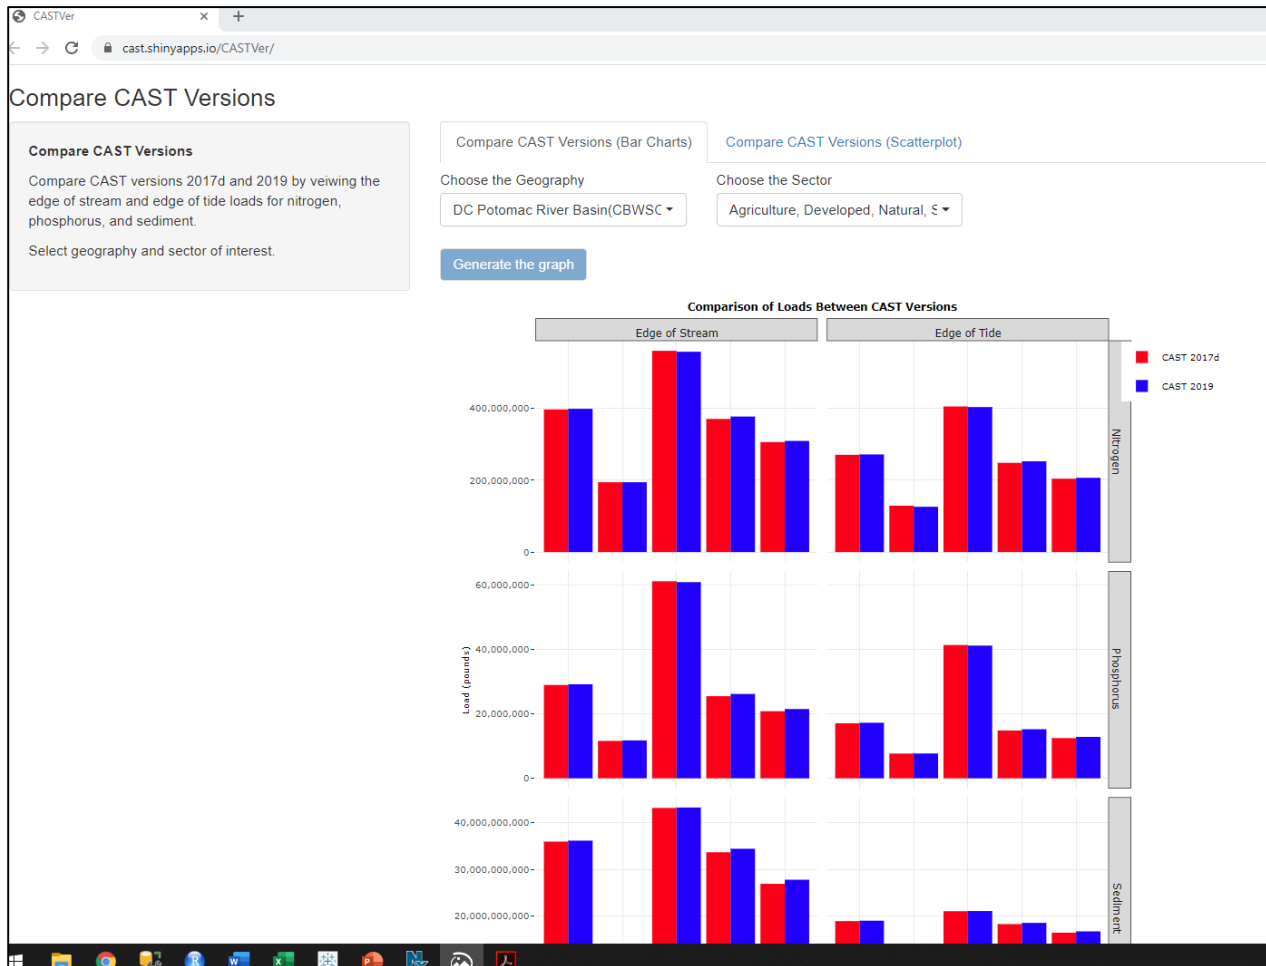 CASTVer
cast.shinyapps.io/CASTVer/
Compare CAST Versions
Compare CAST Versions
Compare CAST versions 2017d and 2019 by veiwing the
edge of stream and edge of tide loads for nitrogen,
phosphorus, and sediment.
Select geography and sector of interest.
Compare CAST Versions (Bar Charts)
Compare CAST Versions (Scatterplot)
Choose the Geography
Choose the Sector
DC Potomac River Basin(CBWSC
Agriculture, Developed, Natural, S
Generate the graph
Comparison of Loads Between CAST Versions
Edge of Stream
Edge of Tide
CAST 2017d
CAST 2019
400,000,000-
200,000,000-
0-
NItrogen
60,000,000-
40,000,000-
20,000,000-
0-
Load (pounds)
Phosphorus
40,000,000,000-
30,000,000,000-
20,000,000,000-
Sediment